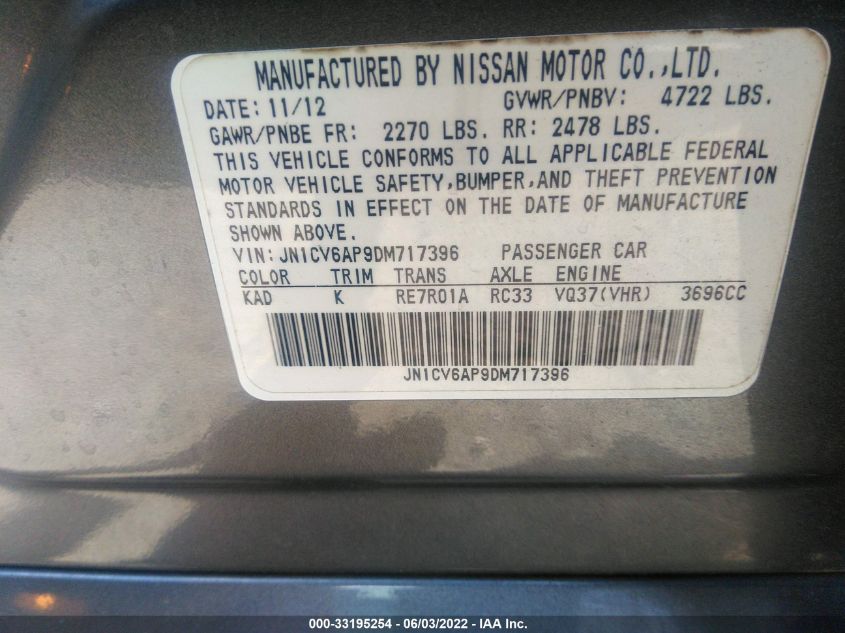 MANUFACTURED BY NISSAN MOTOR CO.,LTD.
DATE: 11/12 GVWR/PNBV: 4722 LBS.
GAWR/PNBE FR: 2270 LBS. RR: 2478 LBS.
THIS VEHICLE CONFORMS TO ALL APPLICABLE FEDERAL
MOTOR VEHICLE SAFETY,BUMPER,AND THEFT PREVENTION
STANDARDS IN EFFECT ON THE DATE OF MANUFACTURE
SHOWN ABOVE.
VIN:JN1CV6AP9DM717396 PASSENGER CAR
COLOR TRIM TRANS AXLE ENGINE
KAD K RE7R01A RC33 VQ37(VHR) 3696CC
JN1CV6AP9DM717396
000-33195254 - 06/03/2022 - IAA Inc.